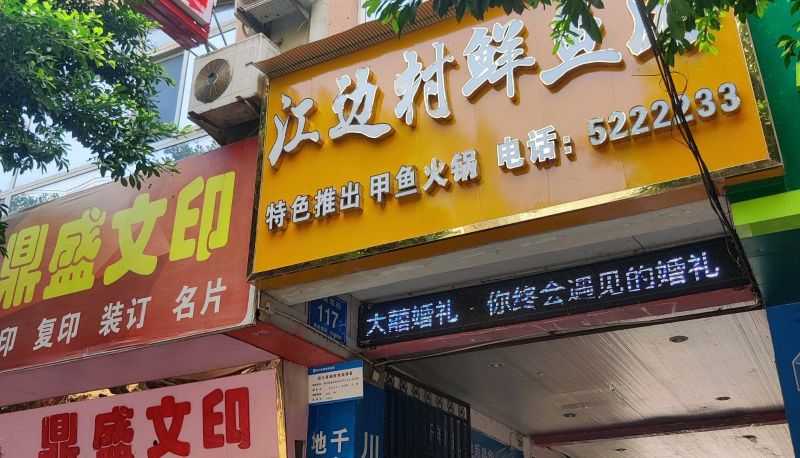 江边村鲜鱼庄
特色推出 甲鱼火锅 电话：5222233
鼎盛文印
印 复印 装订 名片
大囍婚礼 你终会遇见的婚礼
117
鼎盛文印